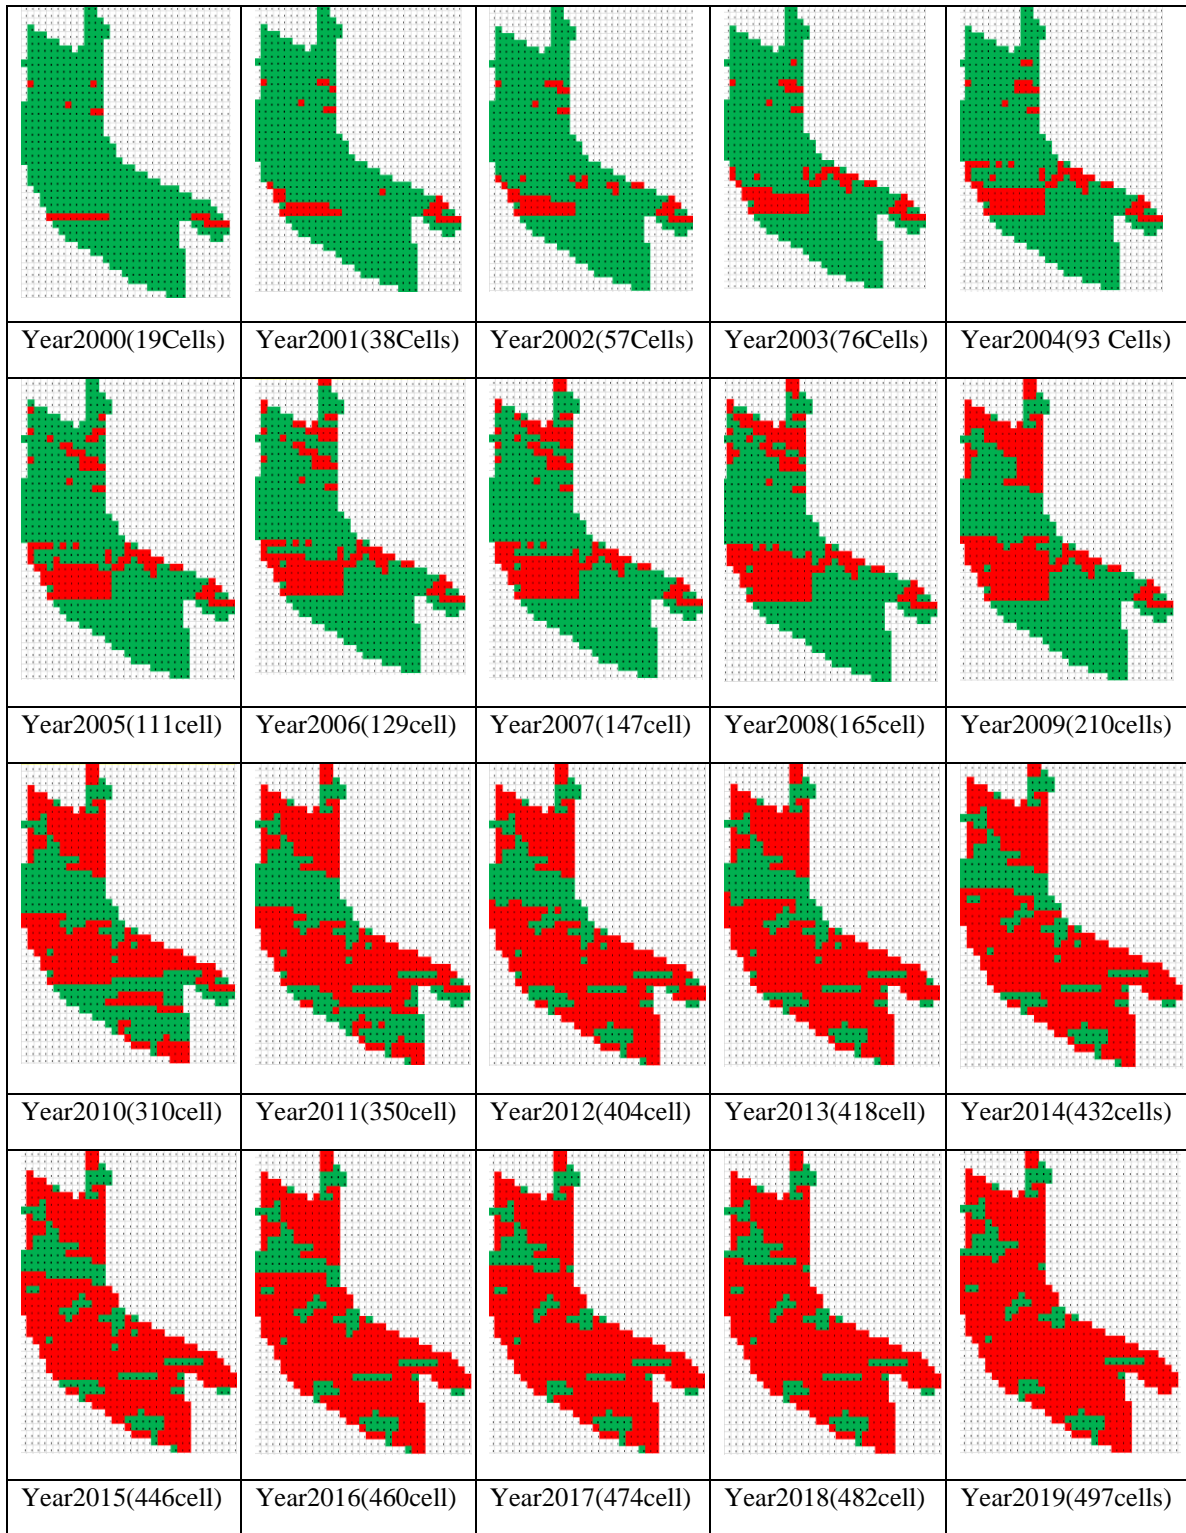 Year2000(19Cells)
Year2001(38Cells)
Year2002(57Cells)
Year2003(76Cells)
Year2004(93 Cells)
Year2005(111cell)
Year2006(129cell)
Year2007(147cell)
Year2008(165cell)
Year2009(210cells)
Year2010(310cell)
Year2011(350cell)
Year2012(404cell)
Year2013(418cell)
Year2014(432cells)
Year2015(446cell)
Year2016(460cell)
Year2017(474cell)
Year2018(482cell)
Year2019(497cells)